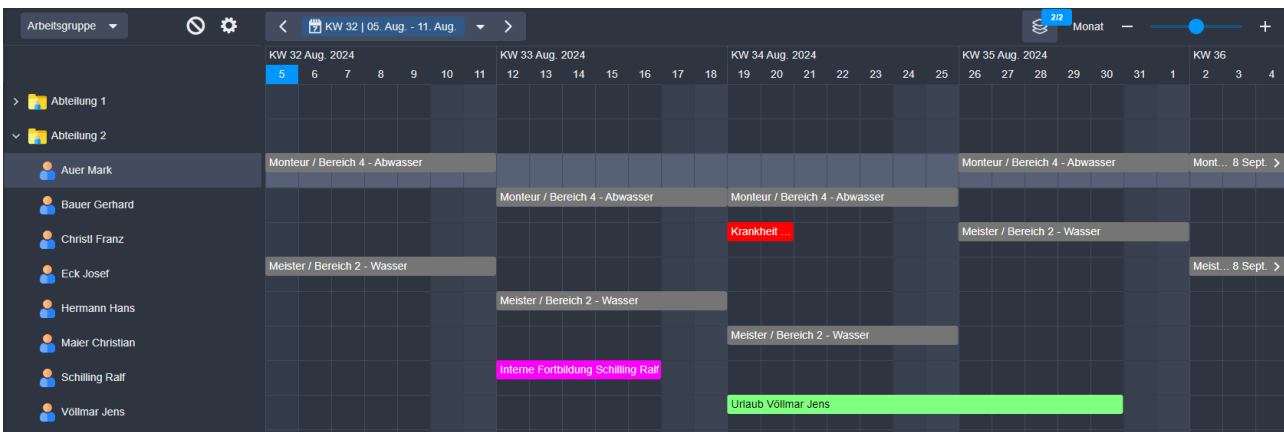 Arbeitsgruppe
KW 32 | 05. Aug. - 11. Aug.
2/2
Monat
KW 32 Aug. 2024 KW 33 Aug. 2024 KW 34 Aug. 2024 KW 35 Aug. 2024 KW 36
5 6 7 8 9 10 11 12 13 14 15 16 17 18 19 20 21 22 23 24 25 26 27 28 29 30 31 1 2 3 4
Abteilung 1
Abteilung 2
Auer Mark Monteur / Bereich 4 - Abwasser Monteur / Bereich 4 - Abwasser Mont... 8 Sept.
Bauer Gerhard Monteur / Bereich 4 - Abwasser Monteur / Bereich 4 - Abwasser
Christl Franz Krankheit ... Meister / Bereich 2 - Wasser
Eck Josef Meister / Bereich 2 - Wasser Meist... 8 Sept.
Hermann Hans Meister / Bereich 2 - Wasser
Maier Christian Meister / Bereich 2 - Wasser
Schilling Ralf Interne Fortbildung Schilling Ralf
Völlmar Jens Urlaub Völlmar Jens